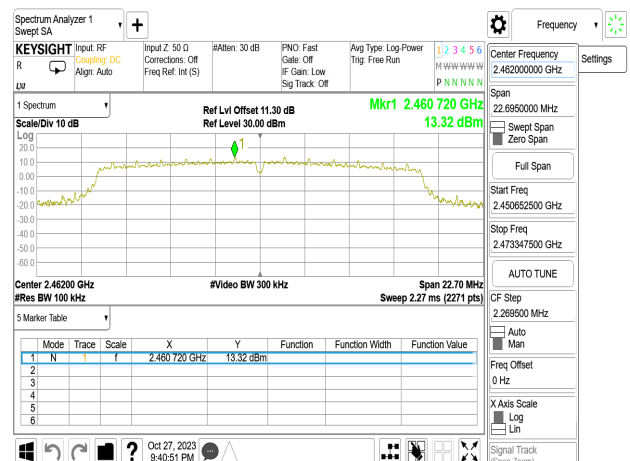 Spectrum Analyzer 1
Swept SA
Frequency
KEYSIGHT
R
Input: RF
Coupling: DC
Align: Auto
Input Z: 50 Ω
Corrections: Off
Freq Ref: Int (S)
#Atten: 30 dB
PNO: Fast
Gate: Off
IF Gain: Low
Sig Track: Off
Avg Type: Log-Power
Trig: Free Run
1 2 3 4 5 6
M W W W W W
P N N N N N
1 Spectrum
Scale/Div 10 dB
Ref Lvl Offset 11.30 dB
Ref Level 30.00 dBm
Mkr1 2.460 720 GHz
13.32 dBm
Log
20.0
10.0
0.00
-10.0
-20.0
-30.0
-40.0
-50.0
-60.0
1
Center 2.46200 GHz
#Res BW 100 kHz
#Video BW 300 kHz
Span 22.70 MHz
Sweep 2.27 ms (2271 pts)
5 Marker Table
Mode Trace Scale X Y Function Function Width Function Value
1 N 1 f 2.460 720 GHz 13.32 dBm
2
3
4
5
6
?
Oct 27, 2023
9:40:51 PM
Center Frequency
2.462000000 GHz
Settings
Span
22.6950000 MHz
Swept Span
Zero Span
Full Span
Start Freq
2.450652500 GHz
Stop Freq
2.473347500 GHz
AUTO TUNE
CF Step
2.269500 MHz
Auto
Man
Freq Offset
0 Hz
X Axis Scale
Log
Lin
Signal Track
(Span Zoom)